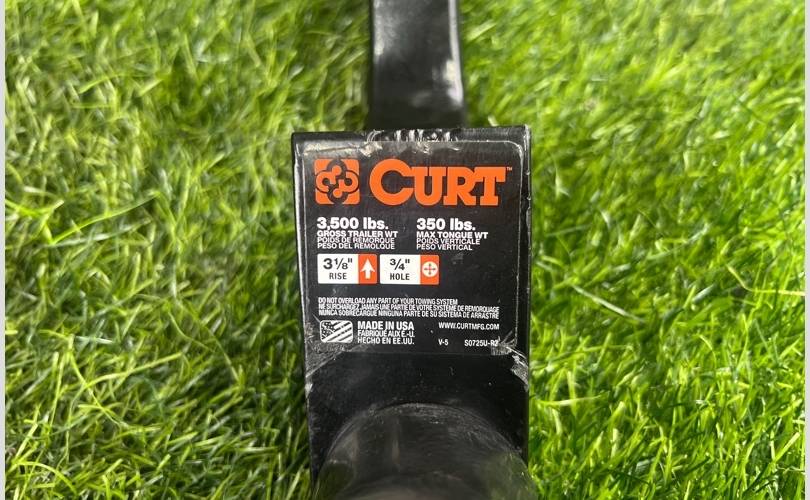 CURT™
3,500 lbs. 350 lbs.
GROSS TRAILER WT MAX TONGUE WT
POIDS DE REMORQUE POIDS VERTICALE
PESO DEL REMOLQUE PESO VERTICAL
3⅛" ¾"
RISE HOLE
DO NOT OVERLOAD ANY PART OF YOUR TOWING SYSTEM
NE SURCHARGEZ JAMAIS UNE PARTIE DE VOTRE SYSTÈME DE REMORQUAGE
NUNCA SOBRECARGUE NINGUNA PARTE DE SU SISTEMA DE ARRASTRE
MADE IN USA WWW.CURTMFG.COM
FABRIQUÉ AUX É.-U.
HECHO EN EE.UU. V-5 S0725U-R2